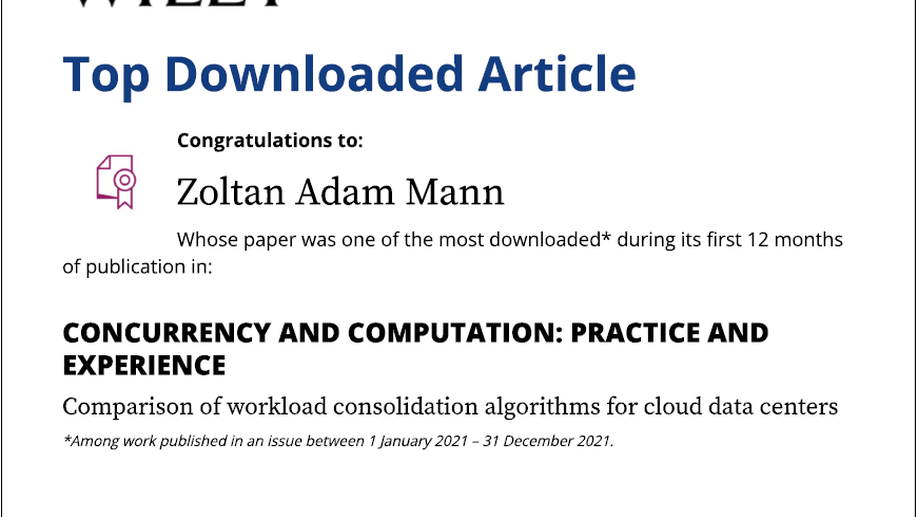 WILEY
Top Downloaded Article
Congratulations to:
Zoltan Adam Mann
Whose paper was one of the most downloaded* during its first 12 months
of publication in:
CONCURRENCY AND COMPUTATION: PRACTICE AND
EXPERIENCE
Comparison of workload consolidation algorithms for cloud data centers
*Among work published in an issue between 1 January 2021 – 31 December 2021.